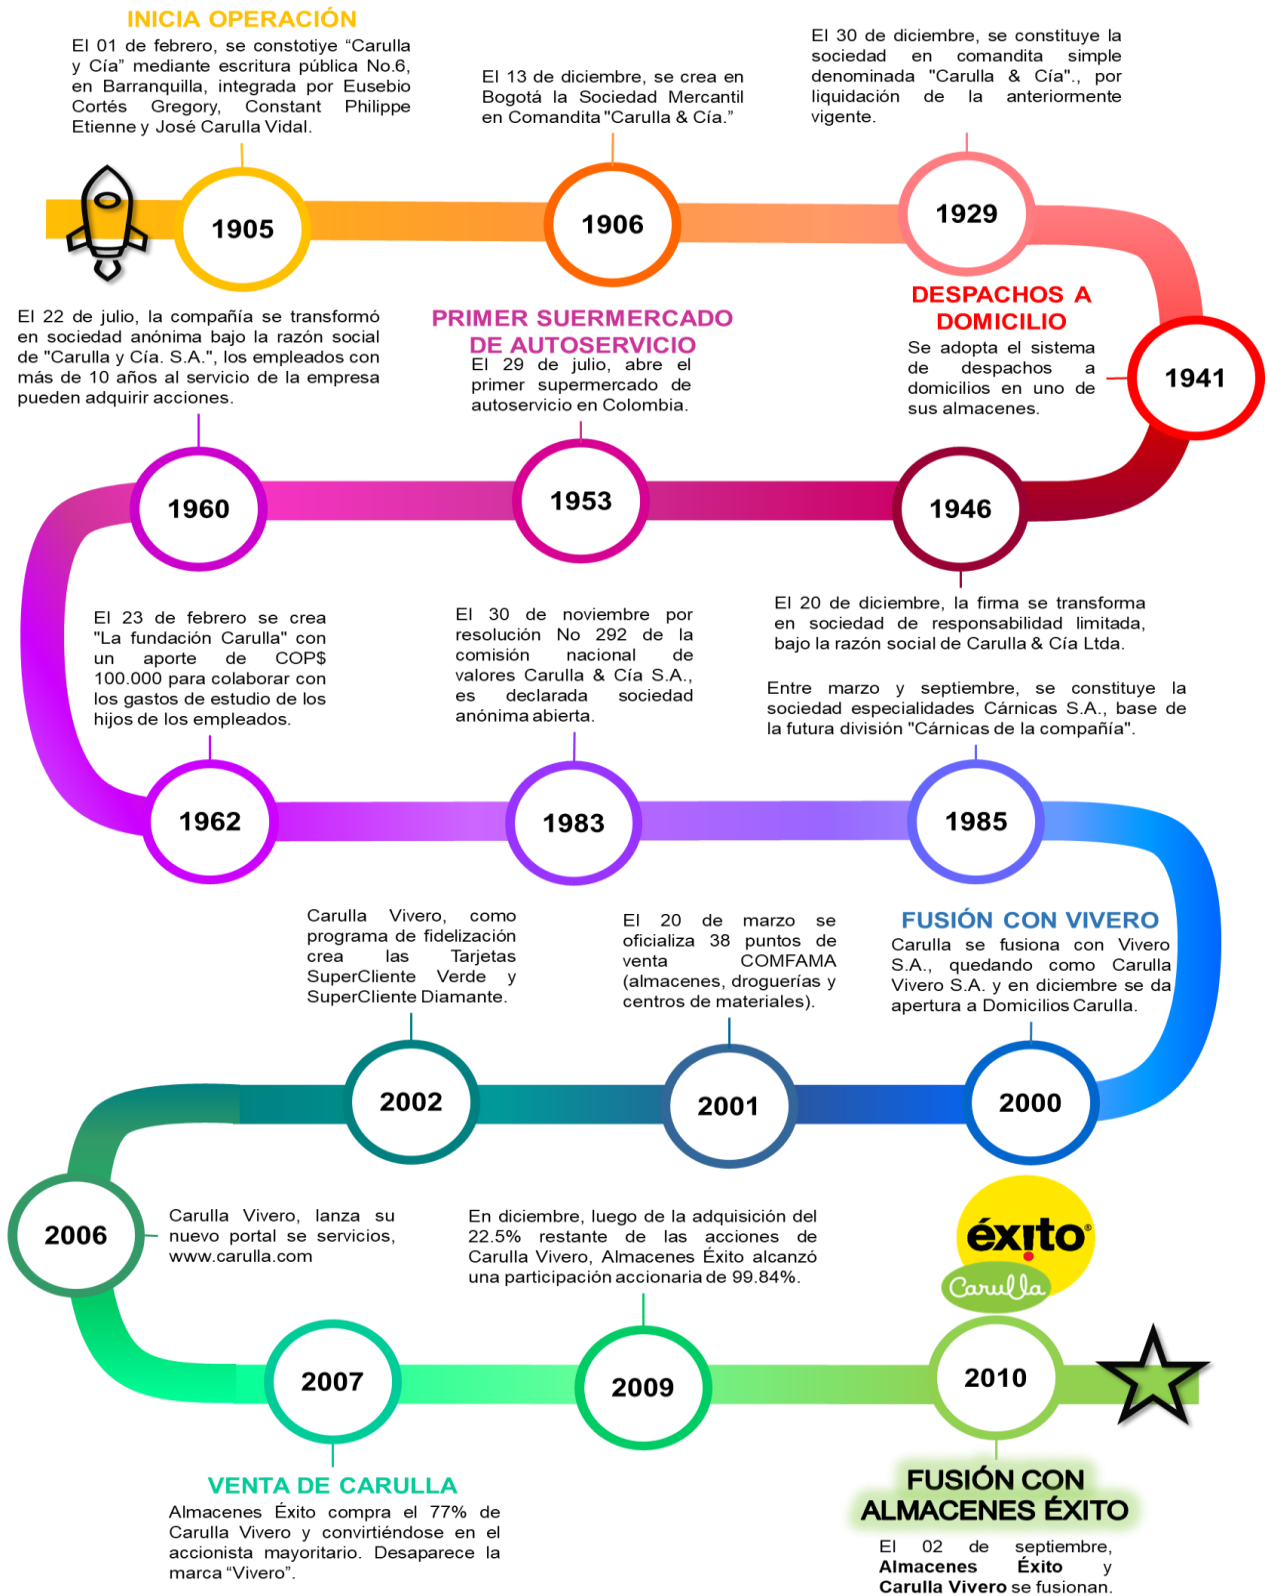 INICIA OPERACIÓN
El 01 de febrero, se constotiye “Carulla
y Cía” mediante escritura pública No.6,
en Barranquilla, integrada por Eusebio
Cortés Gregory, Constant Philippe
Etienne y José Carulla Vidal.
1905
El 13 de diciembre, se crea en
Bogotá la Sociedad Mercantil
en Comandita "Carulla & Cía.”
1906
El 30 de diciembre, se constituye la
sociedad en comandita simple
denominada "Carulla & Cía"., por
liquidación de la anteriormente
vigente.
1929
DESPACHOS A
DOMICILIO
Se adopta el sistema
de despachos a
domicilios en uno de
sus almacenes.
1941
El 20 de diciembre, la firma se transforma
en sociedad de responsabilidad limitada,
bajo la razón social de Carulla & Cía Ltda.
1946
PRIMER SUERMERCADO
DE AUTOSERVICIO
El 29 de julio, abre el
primer supermercado de
autoservicio en Colombia.
1953
El 22 de julio, la compañía se transformó
en sociedad anónima bajo la razón social
de "Carulla y Cía. S.A.", los empleados con
más de 10 años al servicio de la empresa
pueden adquirir acciones.
1960
El 23 de febrero se crea
"La fundación Carulla" con
un aporte de COP$
100.000 para colaborar con
los gastos de estudio de los
hijos de los empleados.
1962
El 30 de noviembre por
resolución No 292 de la
comisión nacional de
valores Carulla & Cía S.A.,
es declarada sociedad
anónima abierta.
1983
Entre marzo y septiembre, se constituye la
sociedad especialidades Cárnicas S.A., base de
la futura división "Cárnicas de la compañía".
1985
FUSIÓN CON VIVERO
Carulla se fusiona con Vivero
S.A., quedando como Carulla
Vivero S.A. y en diciembre se da
apertura a Domicilios Carulla.
2000
El 20 de marzo se
oficializa 38 puntos de
venta COMFAMA
(almacenes, droguerías y
centros de materiales).
2001
Carulla Vivero, como
programa de fidelización
crea las Tarjetas
SuperCliente Verde y
SuperCliente Diamante.
2002
2006
Carulla Vivero, lanza su
nuevo portal se servicios,
www.carulla.com
2007
VENTA DE CARULLA
Almacenes Éxito compra el 77% de
Carulla Vivero y convirtiéndose en el
accionista mayoritario. Desaparece la
marca “Vivero”.
En diciembre, luego de la adquisición del
22.5% restante de las acciones de
Carulla Vivero, Almacenes Éxito alcanzó
una participación accionaria de 99.84%.
2009
éxito®
Carulla
2010
FUSIÓN CON
ALMACENES ÉXITO
El 02 de septiembre,
Almacenes Éxito y
Carulla Vivero se fusionan.